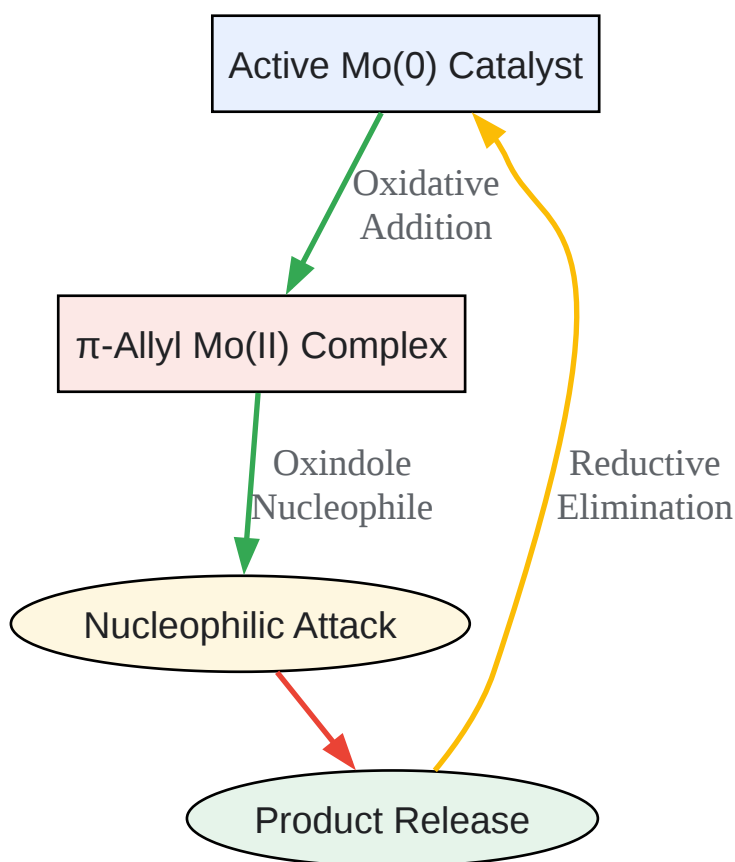 Active Mo(0) Catalyst
Oxidative
Addition
π-Allyl Mo(II) Complex
Oxindole
Nucleophile
Reductive
Elimination
Nucleophilic Attack
Product Release